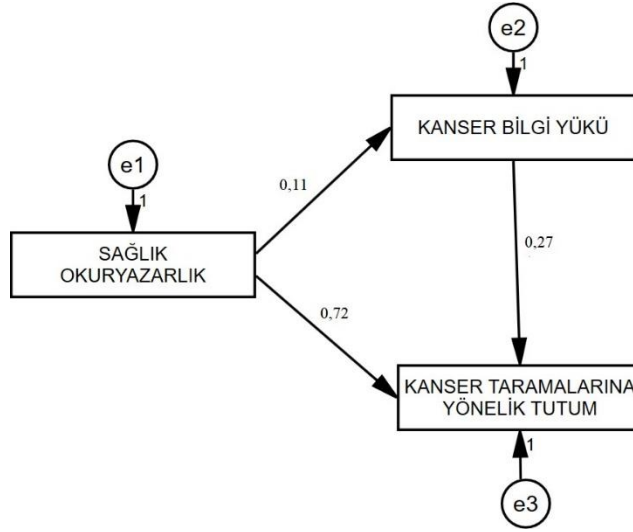 e2
1
KANSER BİLGİ YÜKÜ
e1
1
0,11
SAĞLIK
OKURYAZARLIK
0,27
0,72
KANSER TARAMALARINA
YÖNELİK TUTUM
1
e3